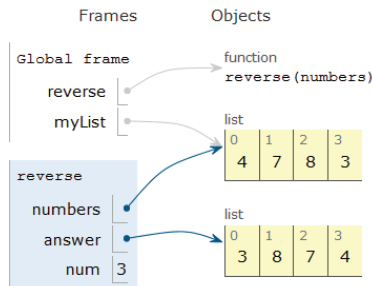 Frames Objects
Global frame
reverse
myList
function
reverse(numbers)
list
0 1 2 3
4 7 8 3
reverse
numbers
answer
num 3
list
0 1 2 3
3 8 7 4